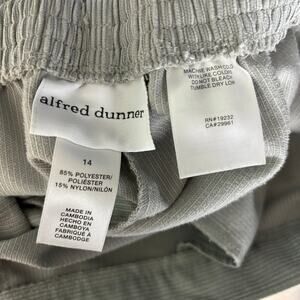 alfred dunner
14
85% POLYESTER/
POLIÉSTER
15% NYLON/NILÓN
MADE IN
CAMBODIA
HECHO EN
CAMBOYA
FABRIQUÉ À
CAMBODGE
MACHINE WASH COLD
WITH LIKE COLORS
DO NOT BLEACH
TUMBLE DRY LOW
RN#19232
CA#29961